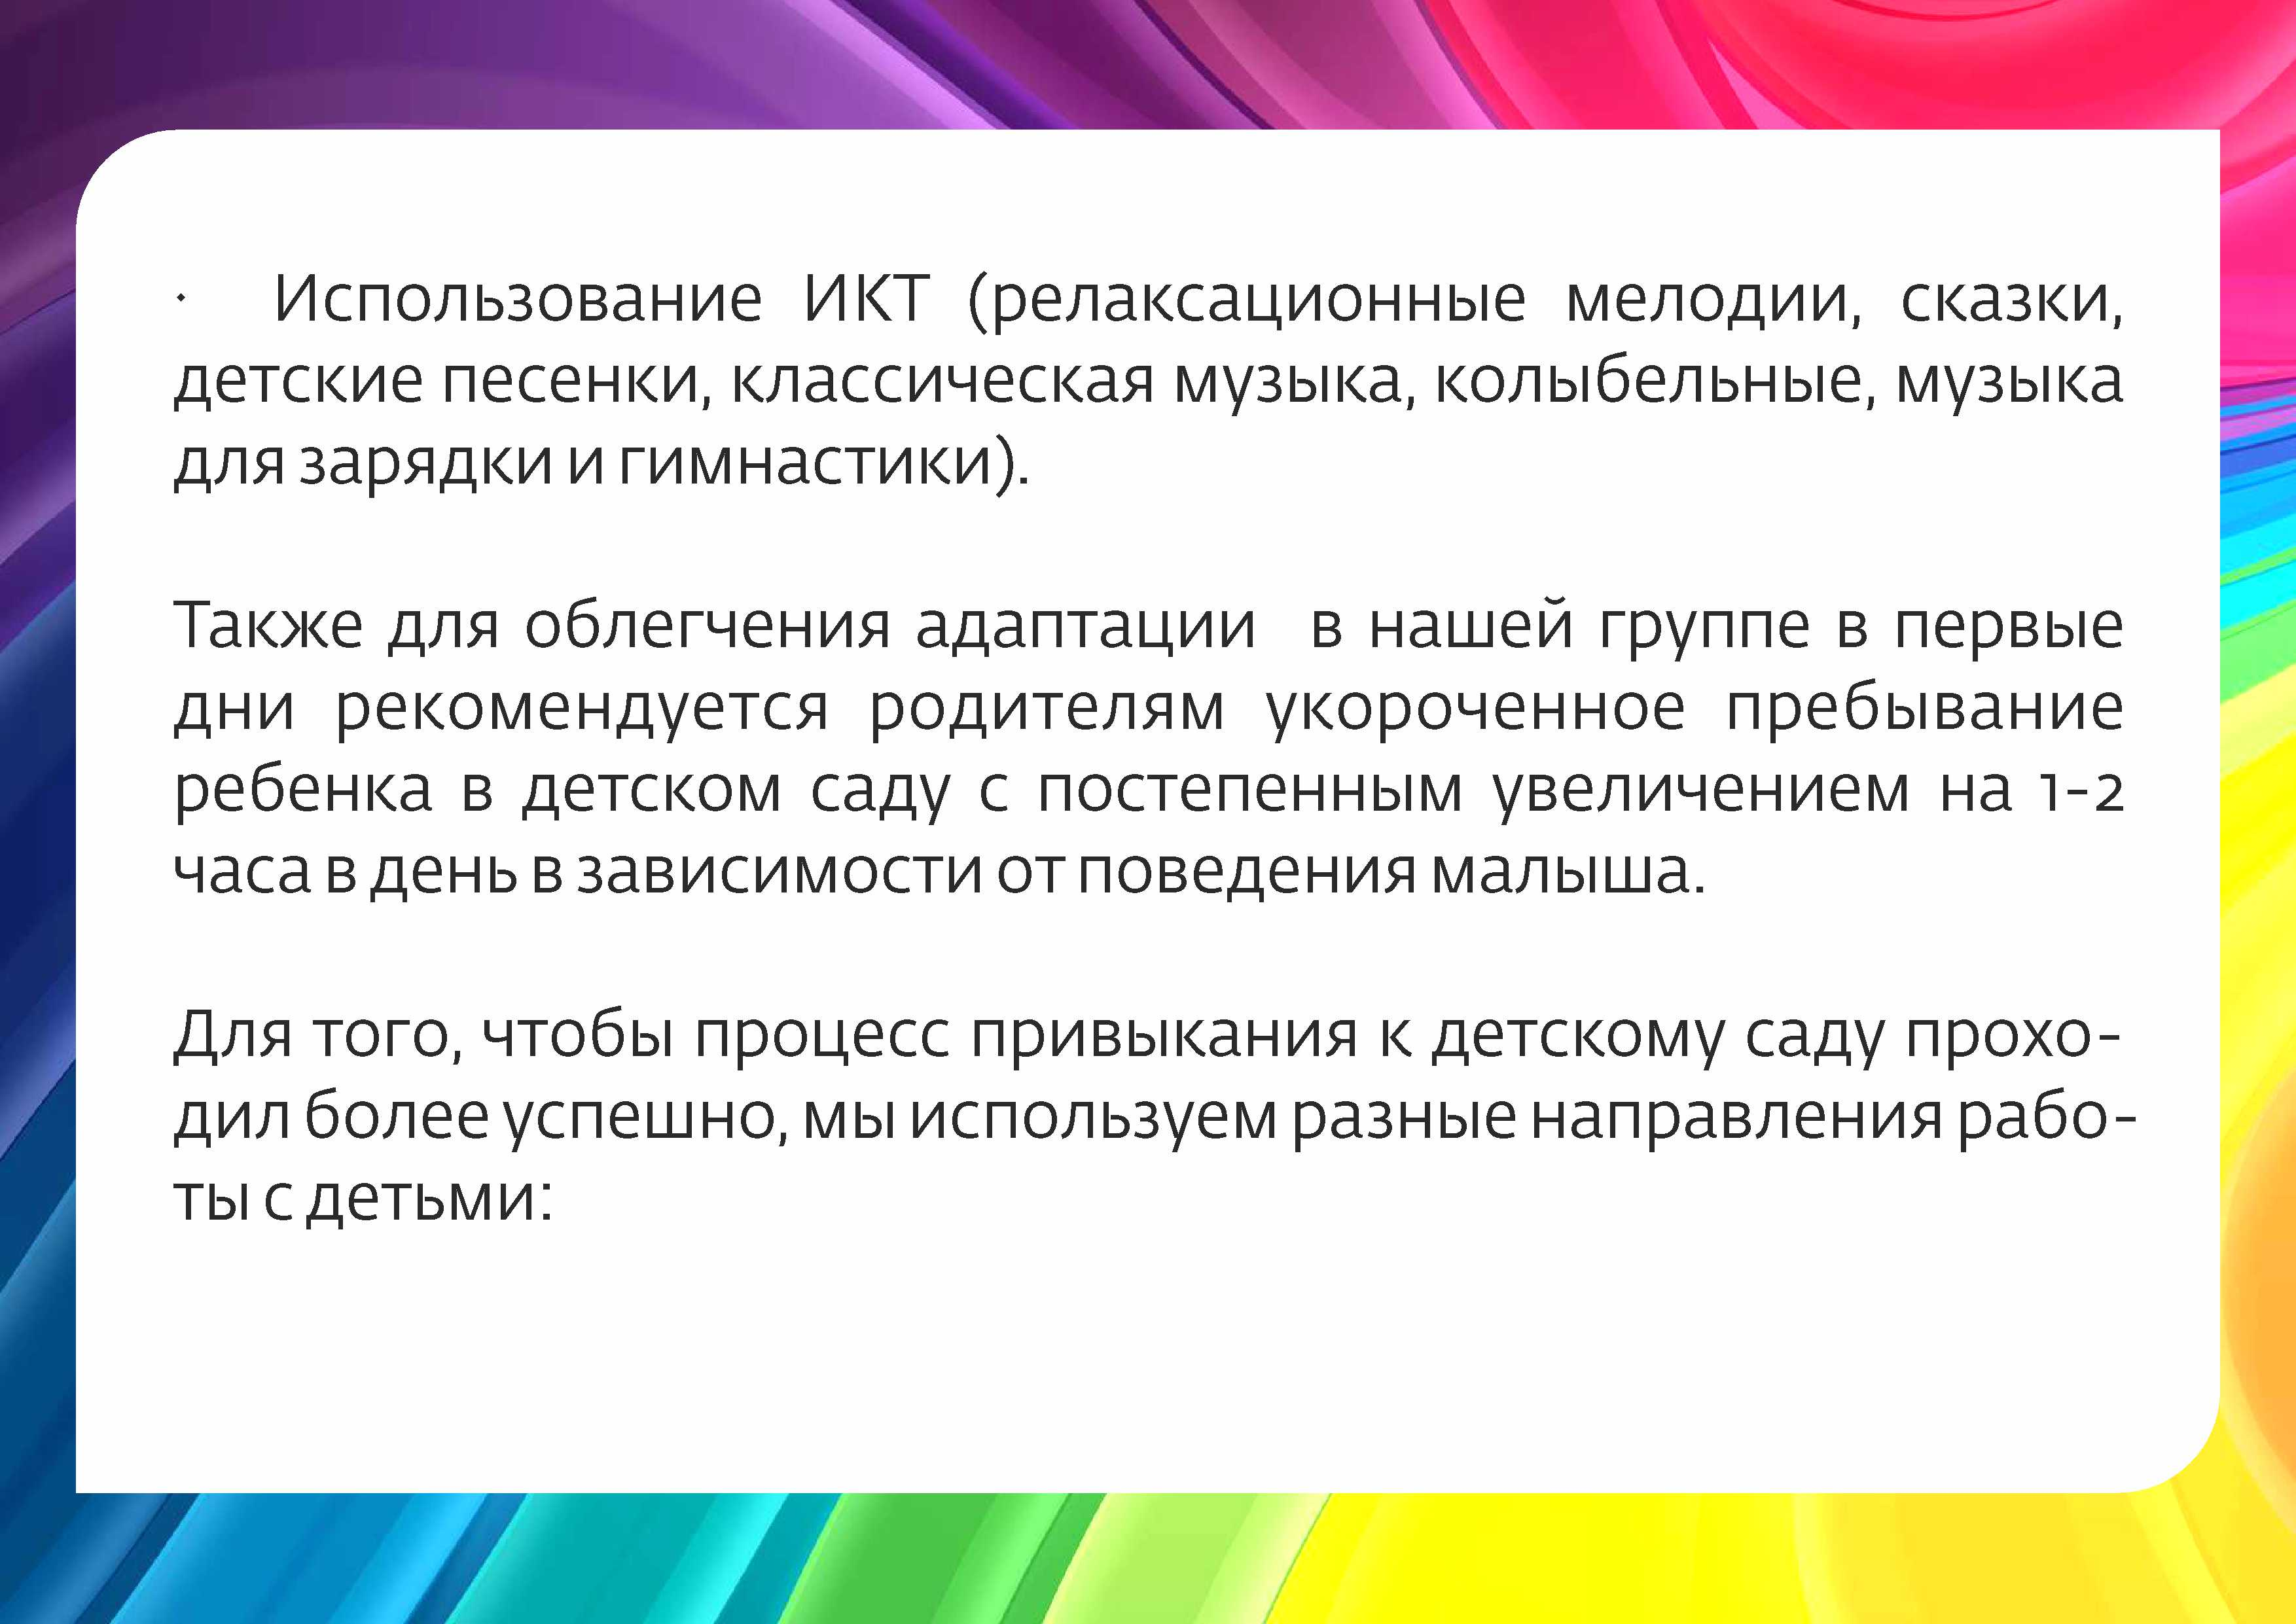 · Использование ИКТ (релаксационные мелодии, сказки,
детские песенки, классическая музыка, колыбельные, музыка
для зарядки и гимнастики).
Также для облегчения адаптации в нашей группе в первые
дни рекомендуется родителям укороченное пребывание
ребенка в детском саду с постепенным увеличением на 1-2
часа в день в зависимости от поведения малыша.
Для того, чтобы процесс привыкания к детскому саду прохо-
дил более успешно, мы используем разные направления рабо-
ты с детьми: